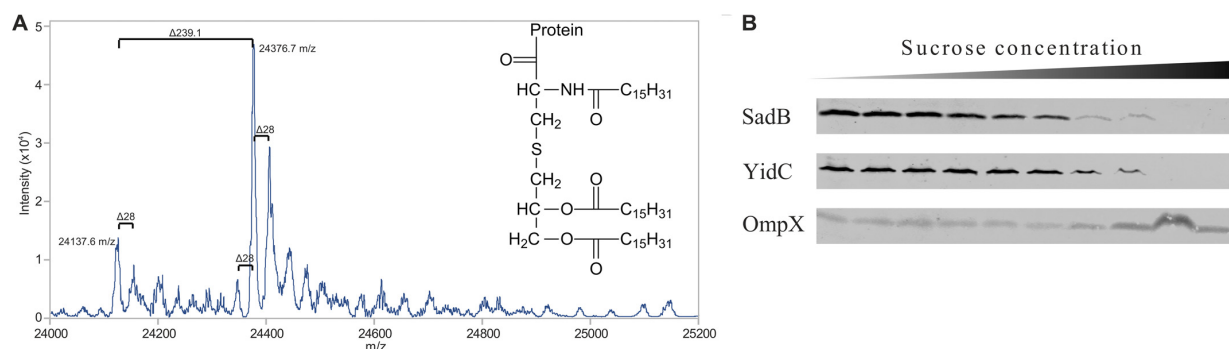 A
5
4
3
2
1
0
Intensity (x10⁴)
24000
24200
24400
24600
24800
25000
25200
m/z
Δ239.1
24376.7 m/z
Δ28
Δ28
24137.6 m/z
Δ28
Protein
O
HC—NH C₁₅H₃₁
CH₂ O
S
CH₂ O
HC—O C₁₅H₃₁
O
H₂C—O C₁₅H₃₁
O
B
Sucrose concentration
SadB
YidC
OmpX